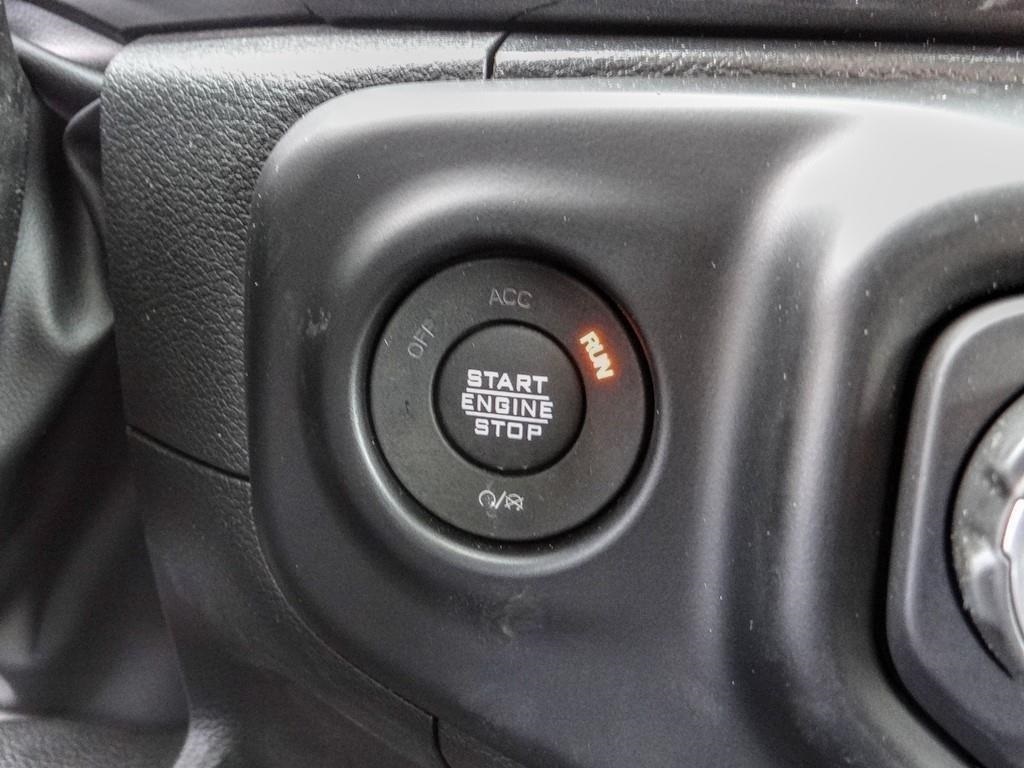 ACC
OFF
RUN
START
ENGINE
STOP